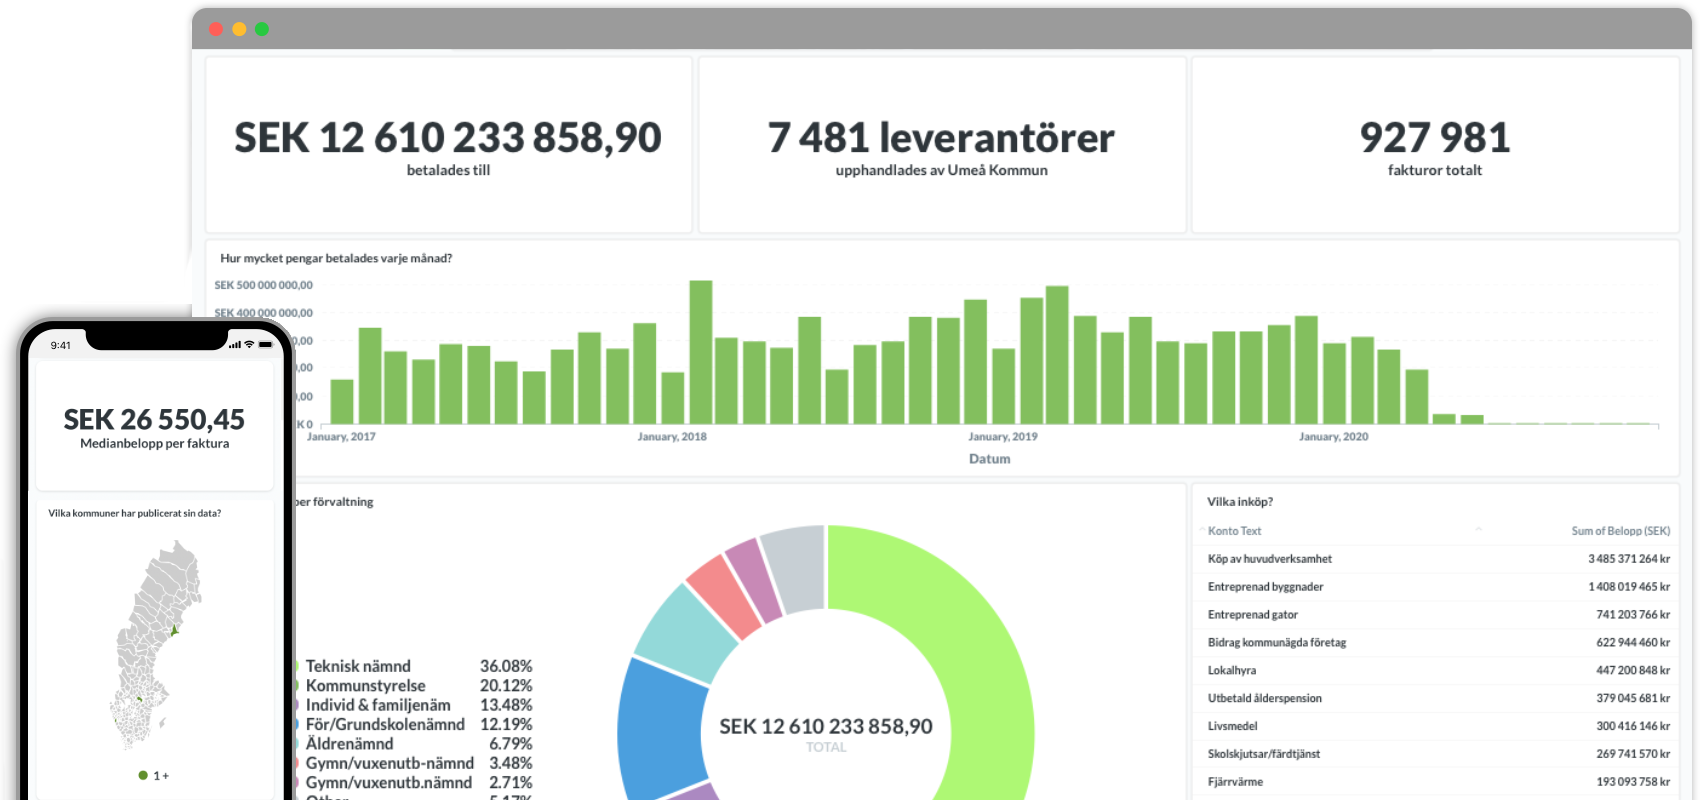 SEK 12 610 233 858,90
betalades till
7 481 leverantörer
upphandlades av Umeå Kommun
927 981
fakturor totalt
Hur mycket pengar betalades varje månad?
SEK 500 000 000,00
SEK 400 000 000,00
0,00
0,00
0,00
K 0
January, 2017
January, 2018
January, 2019
January, 2020
Datum
9:41
SEK 26 550,45
Medianbelopp per faktura
Vilka kommuner har publicerat sin data?
1 +
per förvaltning
Teknisk nämnd 36.08%
Kommunstyrelse 20.12%
Individ & familjenäm 13.48%
För/Grundskolenämnd 12.19%
Äldrenämnd 6.79%
Gymn/vuxenutb-nämnd 3.48%
Gymn/vuxenutb.nämnd 2.71%
Other 5.17%
SEK 12 610 233 858,90
TOTAL
Vilka inköp?
Konto Text Sum of Belopp (SEK)
Köp av huvudverksamhet 3 485 371 264 kr
Entreprenad byggnader 1 408 019 465 kr
Entreprenad gator 741 203 766 kr
Bidrag kommunägda företag 622 944 460 kr
Lokalhyra 447 200 848 kr
Utbetald ålderspension 379 045 681 kr
Livsmedel 300 416 146 kr
Skolskjutsar/färdtjänst 269 741 570 kr
Fjärrvärme 193 093 758 kr